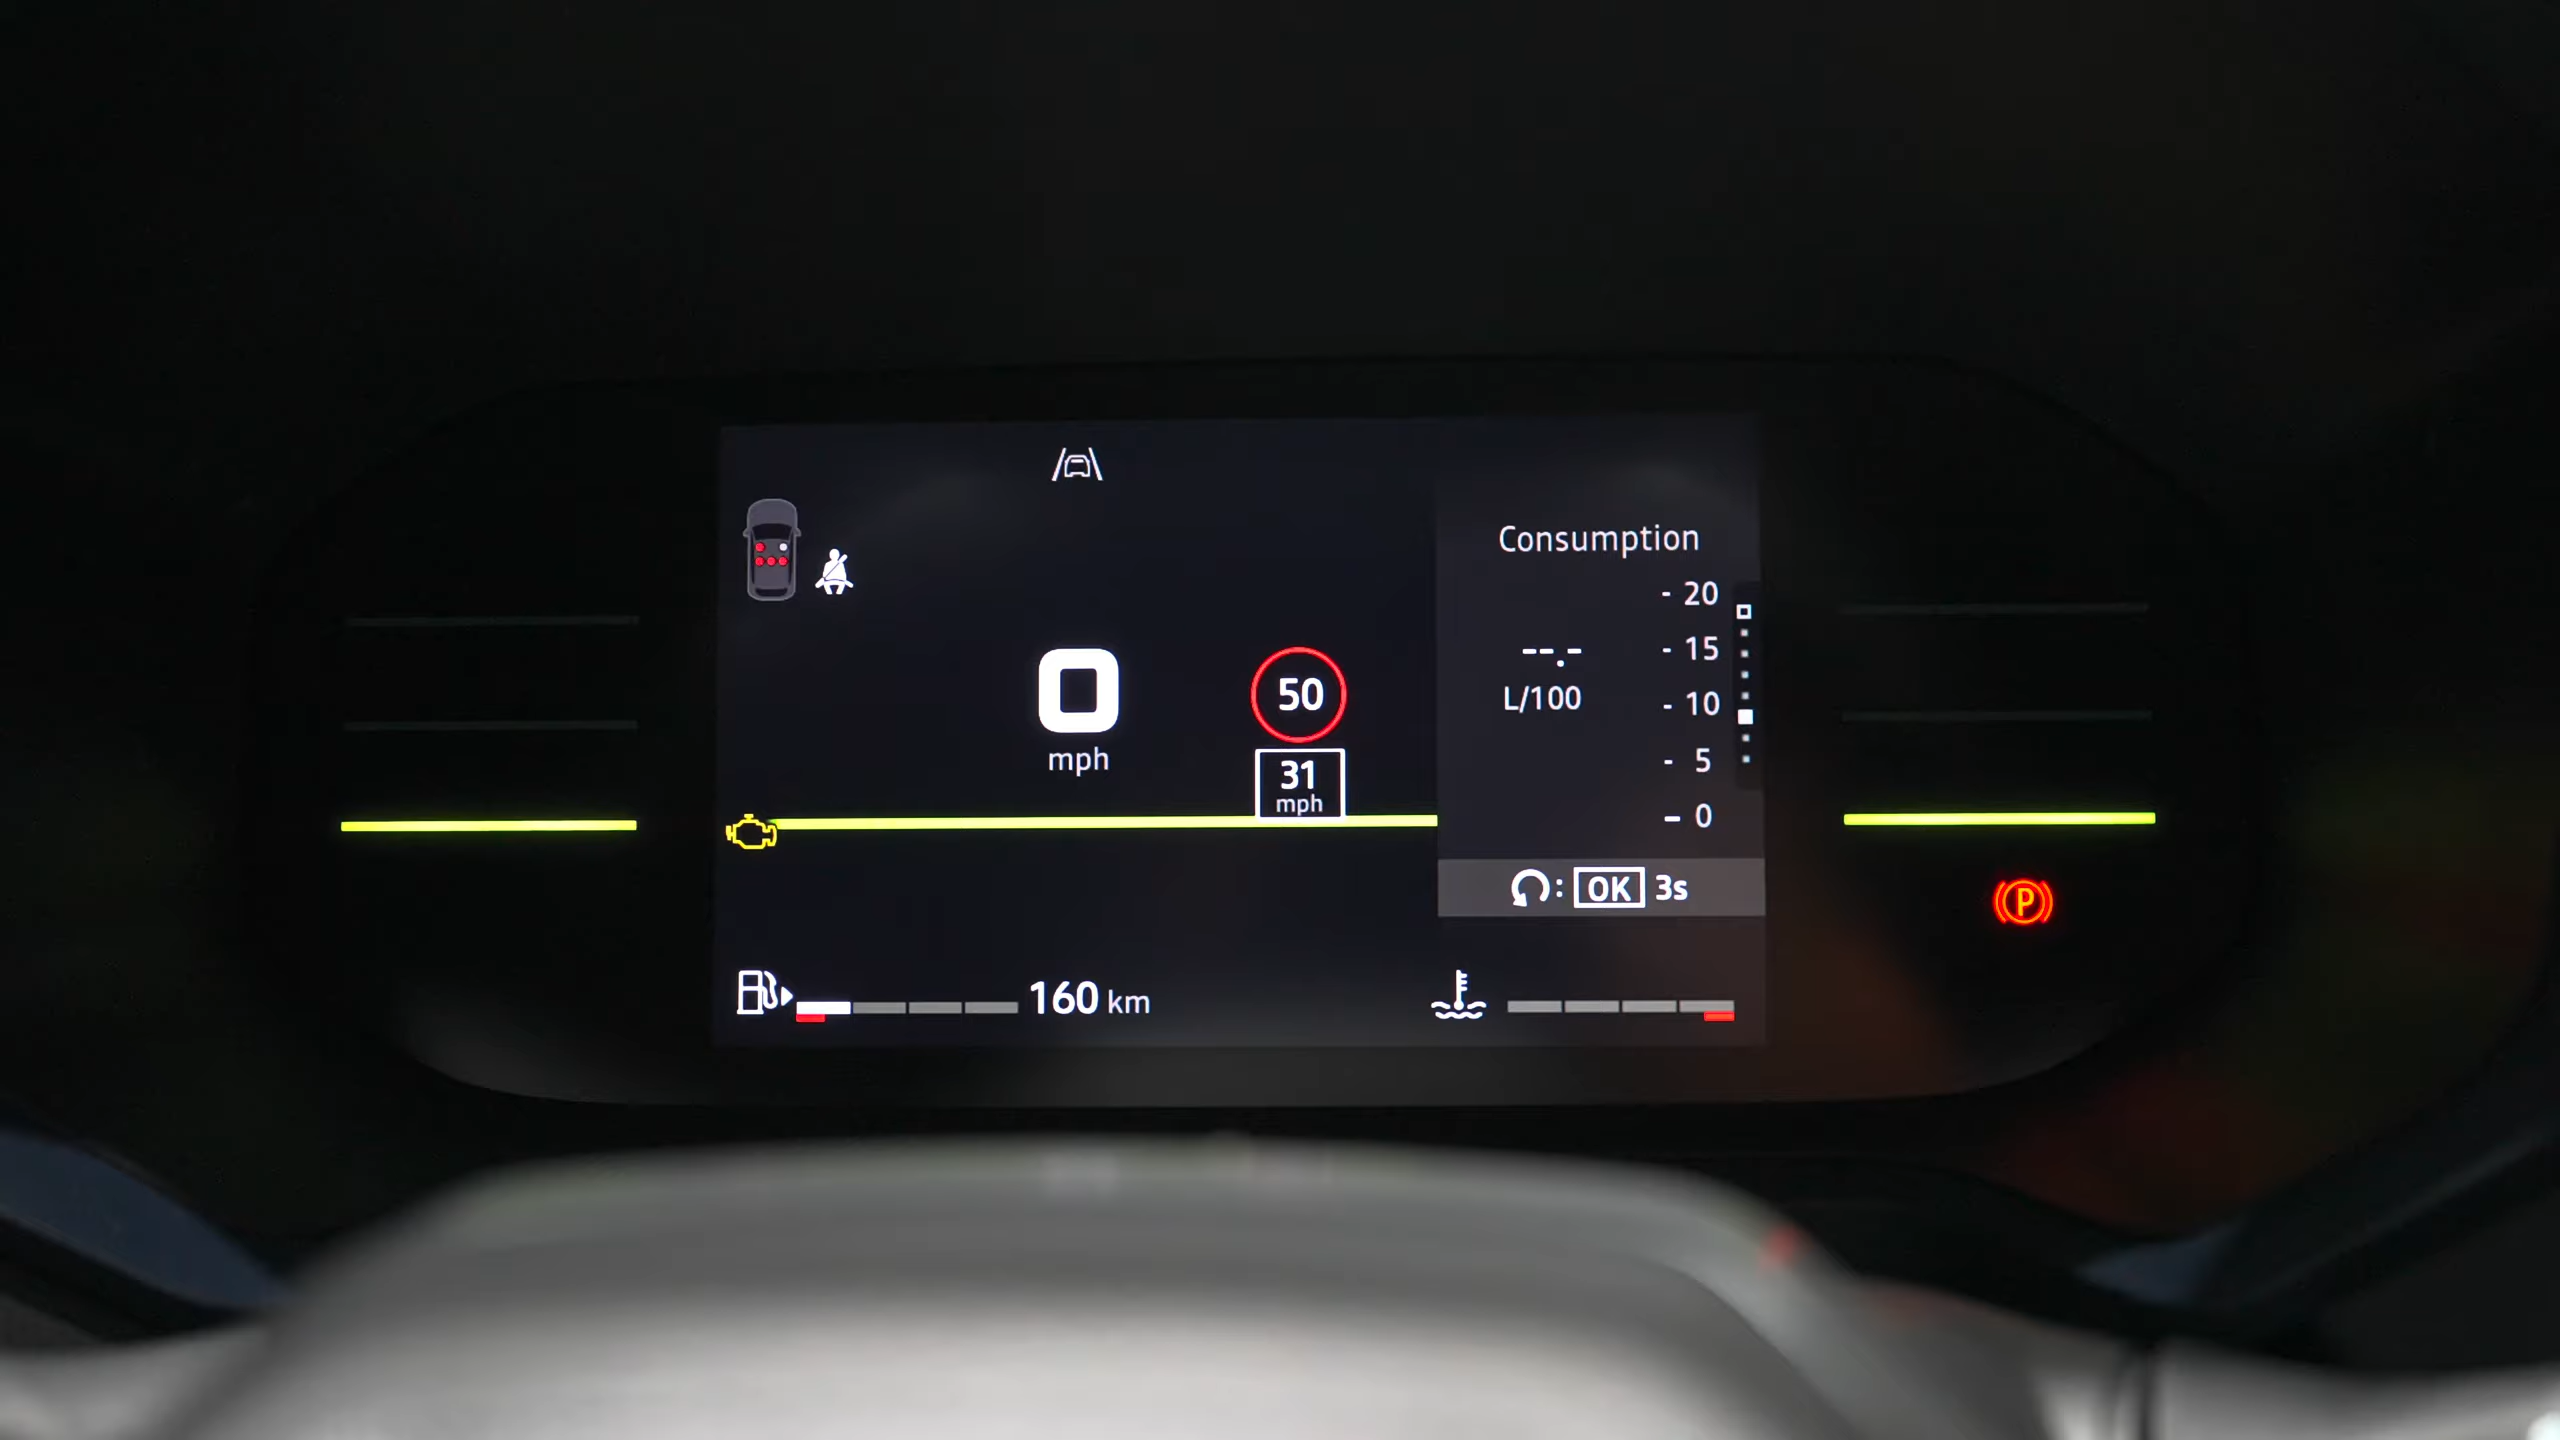 Consumption
- 20
- 15
--.-
L/100
- 10
- 5
- 0
0
mph
50
31
mph
: OK 3s
P
160 km